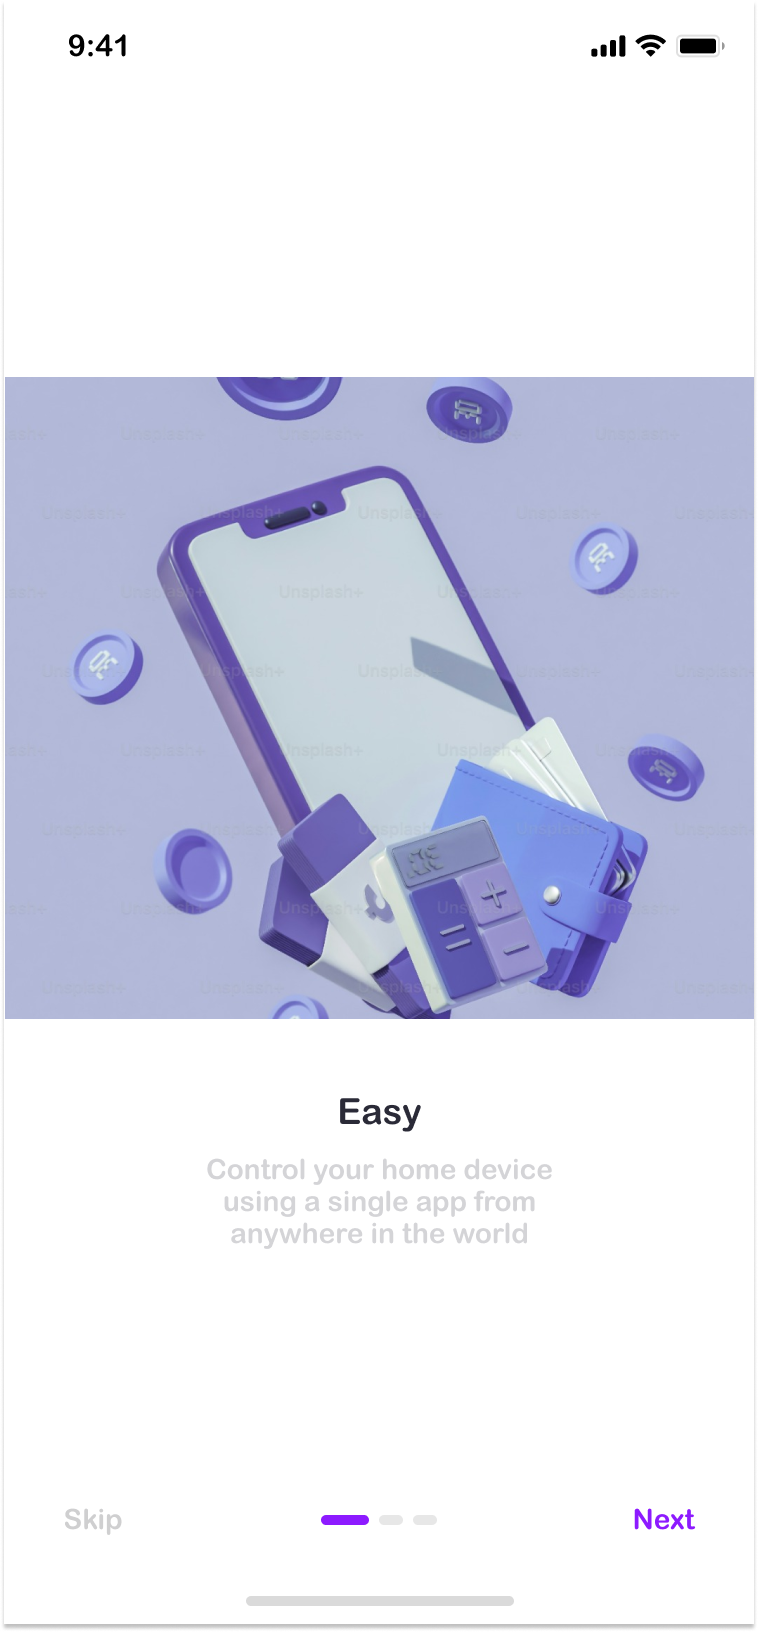 9:41
Unsplash+
Easy
Control your home device
using a single app from
anywhere in the world
Skip
Next